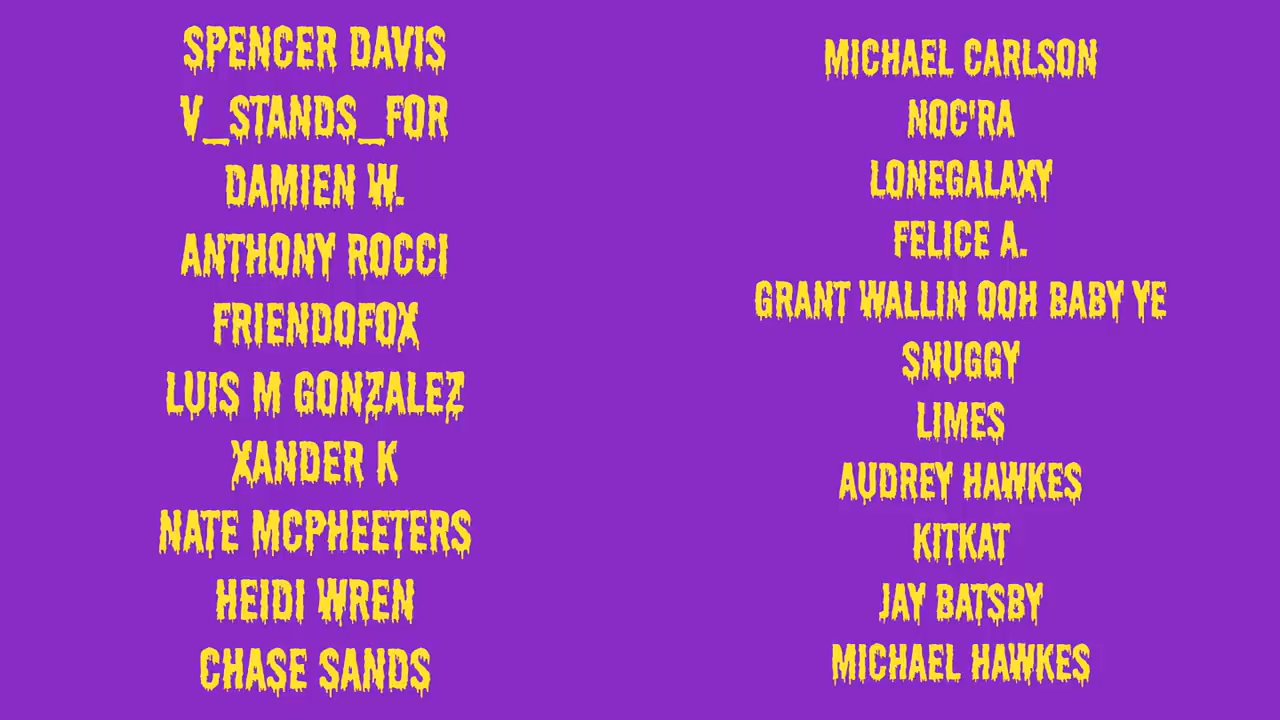 SPENCER DAVIS
V_STANDS_FOR
DAMIEN W.
ANTHONY ROCCI
FRIENDOFOX
LUIS M GONZALEZ
XANDER K
NATE MCPHEETERS
HEIDI WREN
CHASE SANDS
MICHAEL CARLSON
NOC'RA
LONEGALAXY
FELICE A.
GRANT WALLIN OOH BABY YE
SNUGGY
LIMES
AUDREY HAWKES
KITKAT
JAY BATSBY
MICHAEL HAWKES